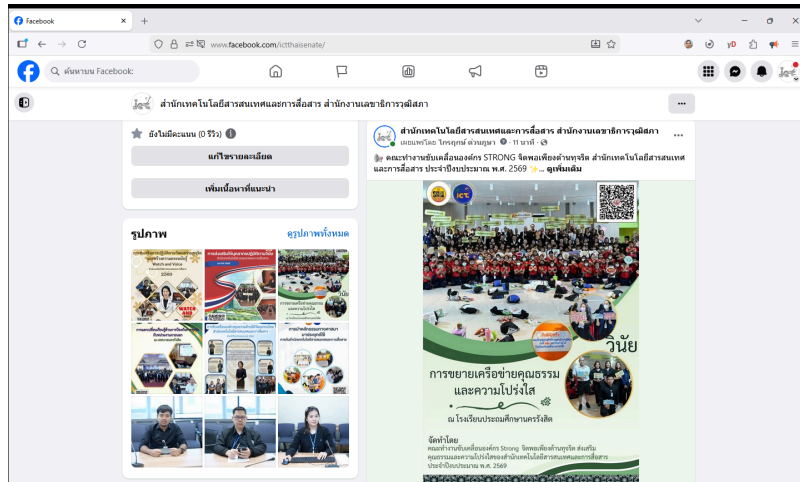 Facebook
www.facebook.com/ictthaisenate/
ค้นหาบน Facebook:
สำนักเทคโนโลยีสารสนเทศและการสื่อสาร สำนักงานเลขาธิการวุฒิสภา
ยังไม่มีคะแนน (0 รีวิว)
แก้ไขรายละเอียด
เพิ่มเนื้อหาที่แนะนำ
รูปภาพ
ดูรูปภาพทั้งหมด
สำนักเทคโนโลยีสารสนเทศและการสื่อสาร สำนักงานเลขาธิการวุฒิสภา
เผยแพร่โดย ไกรฤกษ์ ด่วนภูษา · 11 นาที ·
คณะทำงานขับเคลื่อนองค์กร STRONG จิตพอเพียงต้านทุจริต สำนักเทคโนโลยีสารสนเทศ
และการสื่อสาร ประจำปีงบประมาณ พ.ศ. 2569 ... ดูเพิ่มเติม
ICT
วินัย
การขยายเครือข่ายคุณธรรม
และความโปร่งใส
ณ โรงเรียนประถมศึกษานครรังสิต
จัดทำโดย
คณะทำงานขับเคลื่อนองค์กร Strong จิตพอเพียงต้านทุจริต ส่งเสริม
คุณธรรมและความโปร่งใสของสำนักเทคโนโลยีสารสนเทศและการสื่อสาร
ประจำปีงบประมาณ พ.ศ. 2569